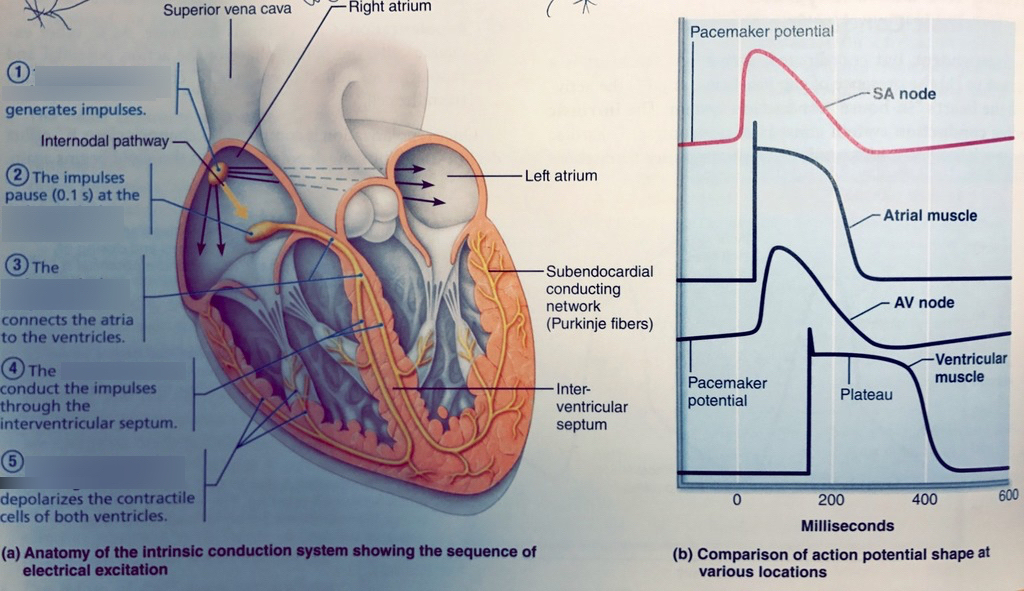 Superior vena cava
Right atrium
1
generates impulses.
Internodal pathway
2 The impulses
pause (0.1 s) at the
3 The
connects the atria
to the ventricles.
4 The
conduct the impulses
through the
interventricular septum.
5
depolarizes the contractile
cells of both ventricles.
Left atrium
Subendocardial
conducting
network
(Purkinje fibers)
Inter-
ventricular
septum
(a) Anatomy of the intrinsic conduction system showing the sequence of
electrical excitation
Pacemaker potential
SA node
Atrial muscle
AV node
Pacemaker
potential
Ventricular
muscle
Plateau
0 200 400 600
Milliseconds
(b) Comparison of action potential shape at
various locations